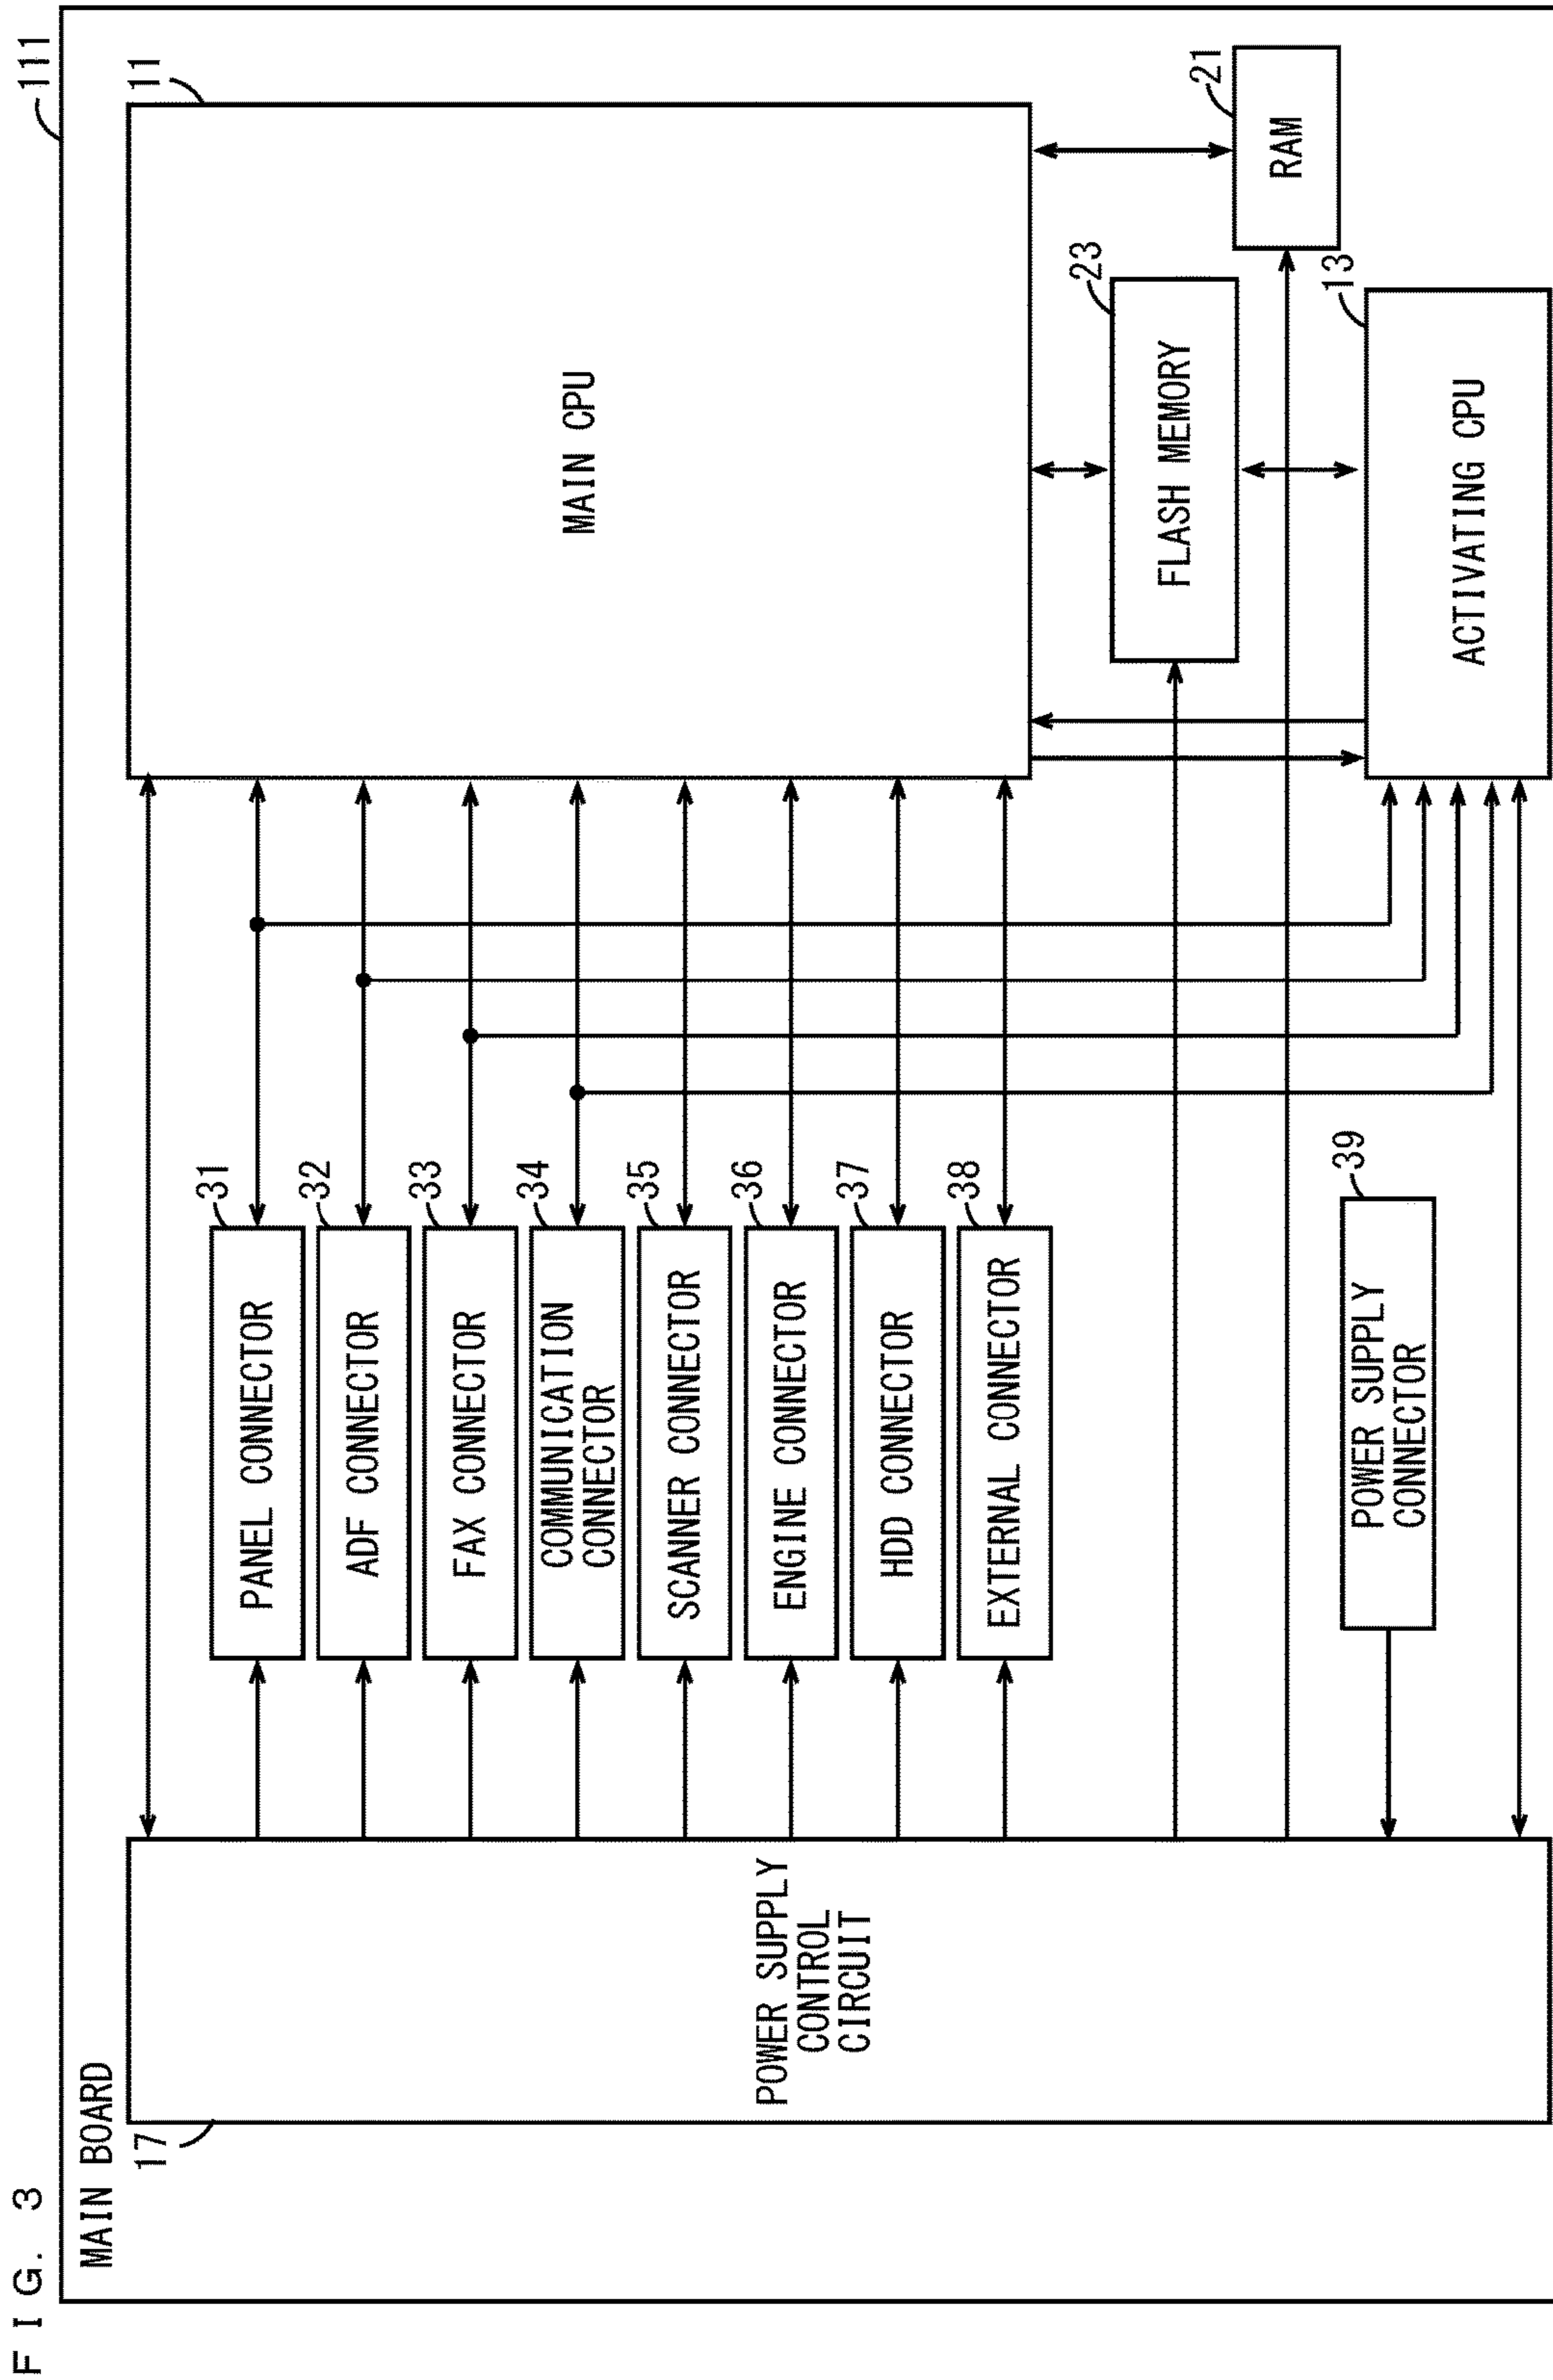 FIG. 3
MAIN BOARD
111
17
POWER SUPPLY
CONTROL
CIRCUIT
31
PANEL CONNECTOR
32
ADF CONNECTOR
33
FAX CONNECTOR
34
COMMUNICATION
CONNECTOR
35
SCANNER CONNECTOR
36
ENGINE CONNECTOR
37
HDD CONNECTOR
38
EXTERNAL CONNECTOR
39
POWER SUPPLY
CONNECTOR
11
MAIN CPU
23
FLASH MEMORY
21
RAM
13
ACTIVATING CPU